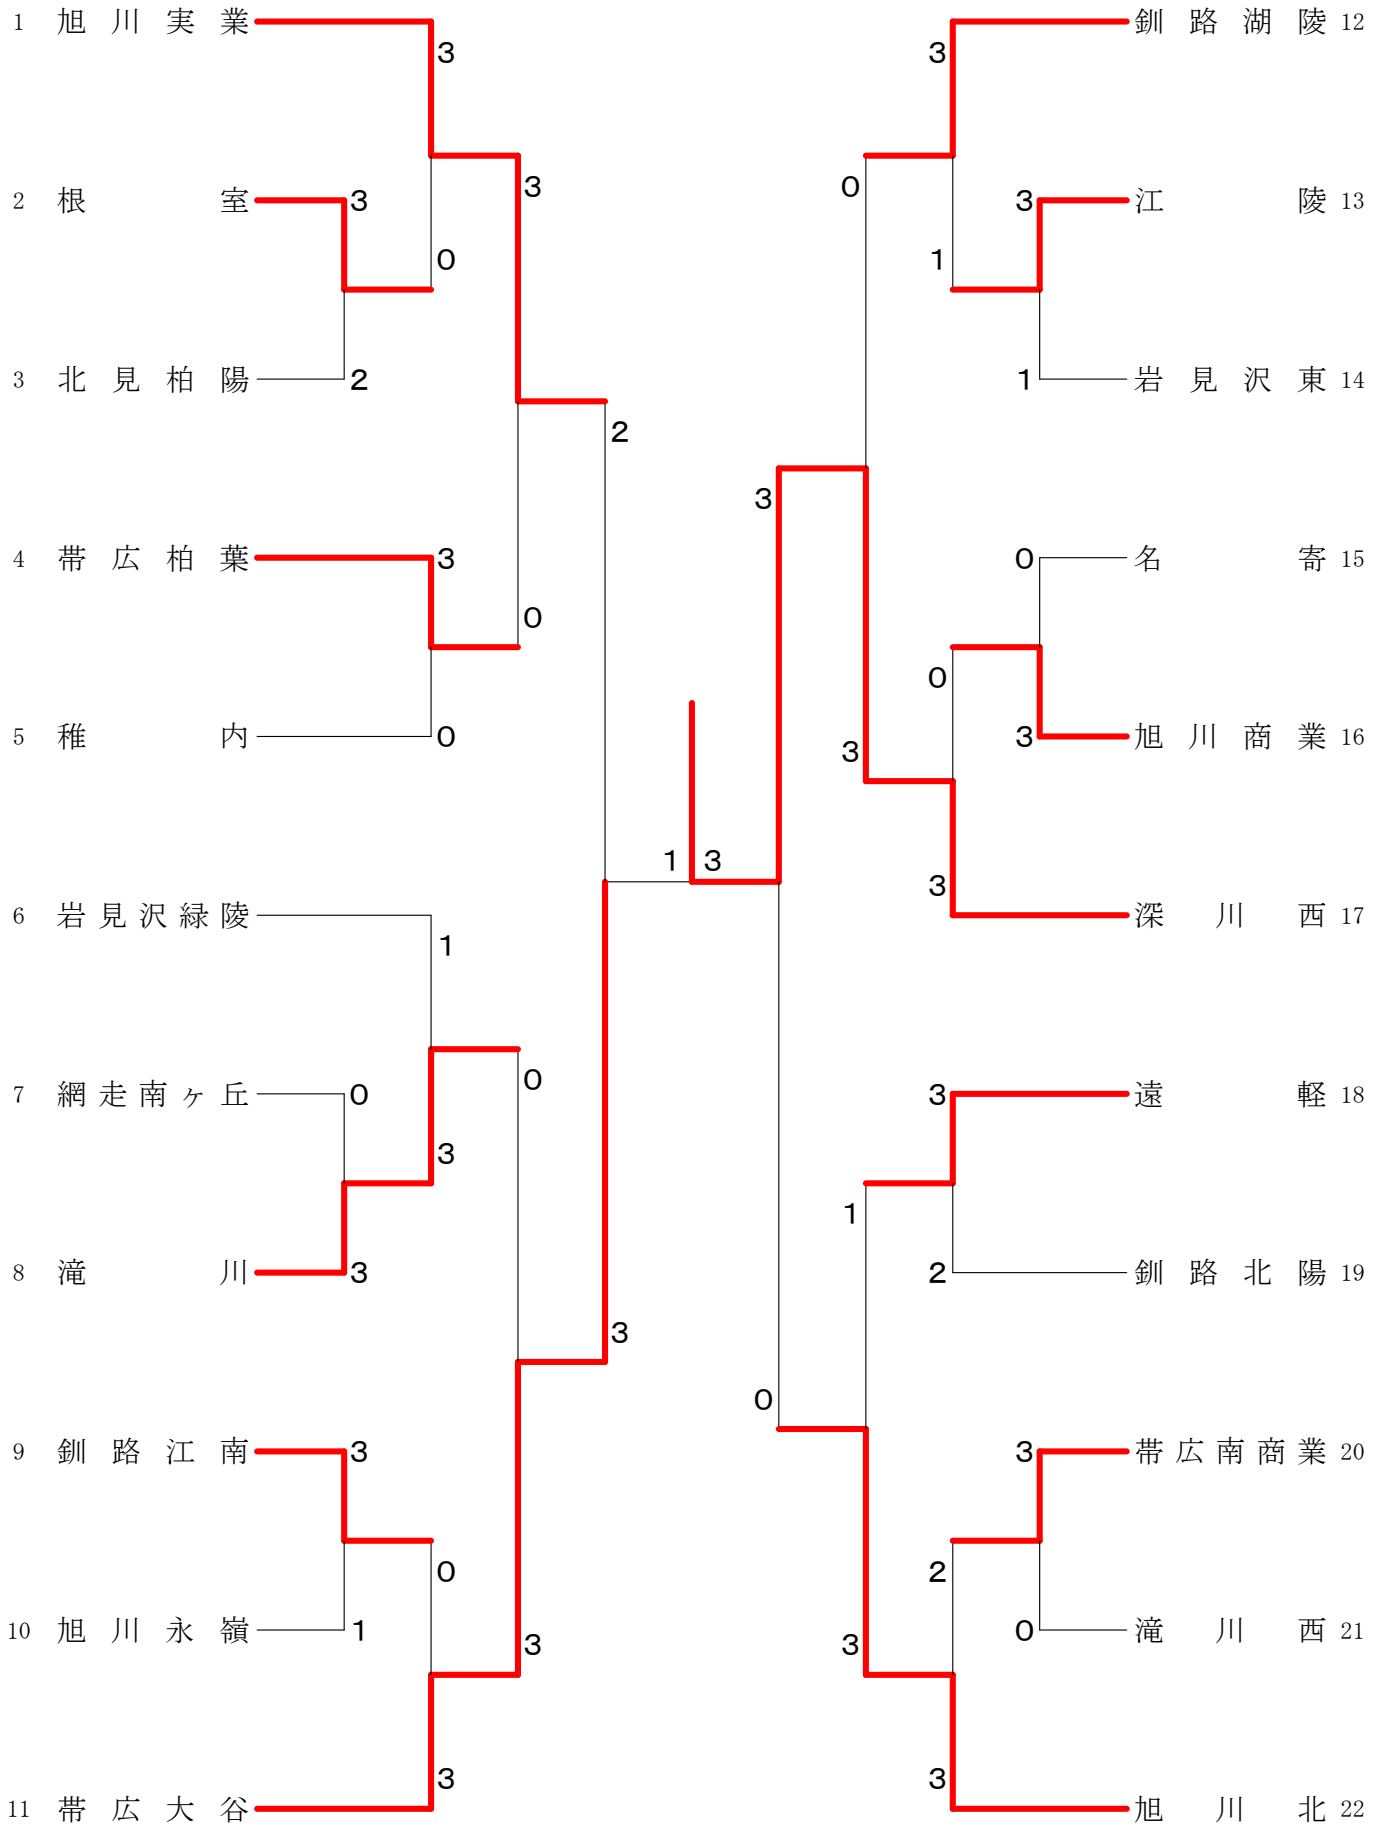 1 旭川実業
3
3
2 根室
3
0
3 北見柏陽
2
2
4 帯広柏葉
3
0
5 稚内
0
6 岩見沢緑陵
1
0
7 網走南ヶ丘
0
3
8 滝川
3
3
9 釧路江南
3
0
10 旭川永嶺
1
3
11 帯広大谷
3
1 3
釧路湖陵 12
3
0
江陵 13
3
1
岩見沢東 14
1
3
名寄 15
0
0
旭川商業 16
3
3
深川西 17
3
遠軽 18
3
1
釧路北陽 19
2
0
帯広南商業 20
3
2
滝川西 21
0
3
旭川北 22
3